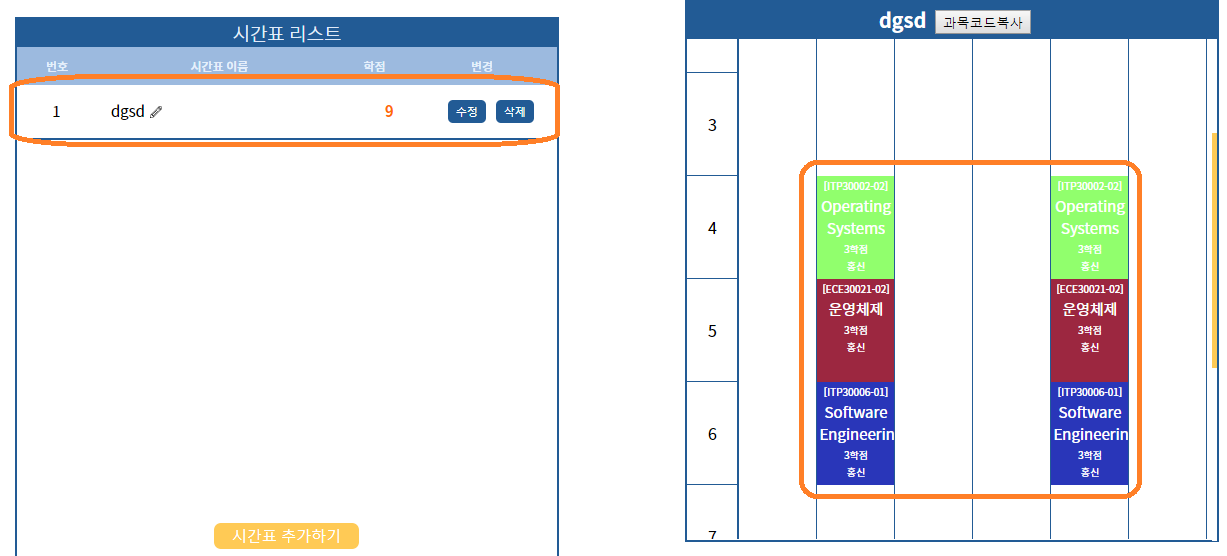 시간표 리스트
번호 시간표 이름 학점 변경
1 dgsd 9 수정 삭제
시간표 추가하기
dgsd 과목코드복사
3
4
[ITP30002-02]
Operating
Systems
3학점
홍신
[ITP30002-02]
Operating
Systems
3학점
홍신
5
[ECE30021-02]
운영체제
3학점
홍신
[ECE30021-02]
운영체제
3학점
홍신
6
[ITP30006-01]
Software
Engineerin
3학점
홍신
[ITP30006-01]
Software
Engineerin
3학점
홍신
7